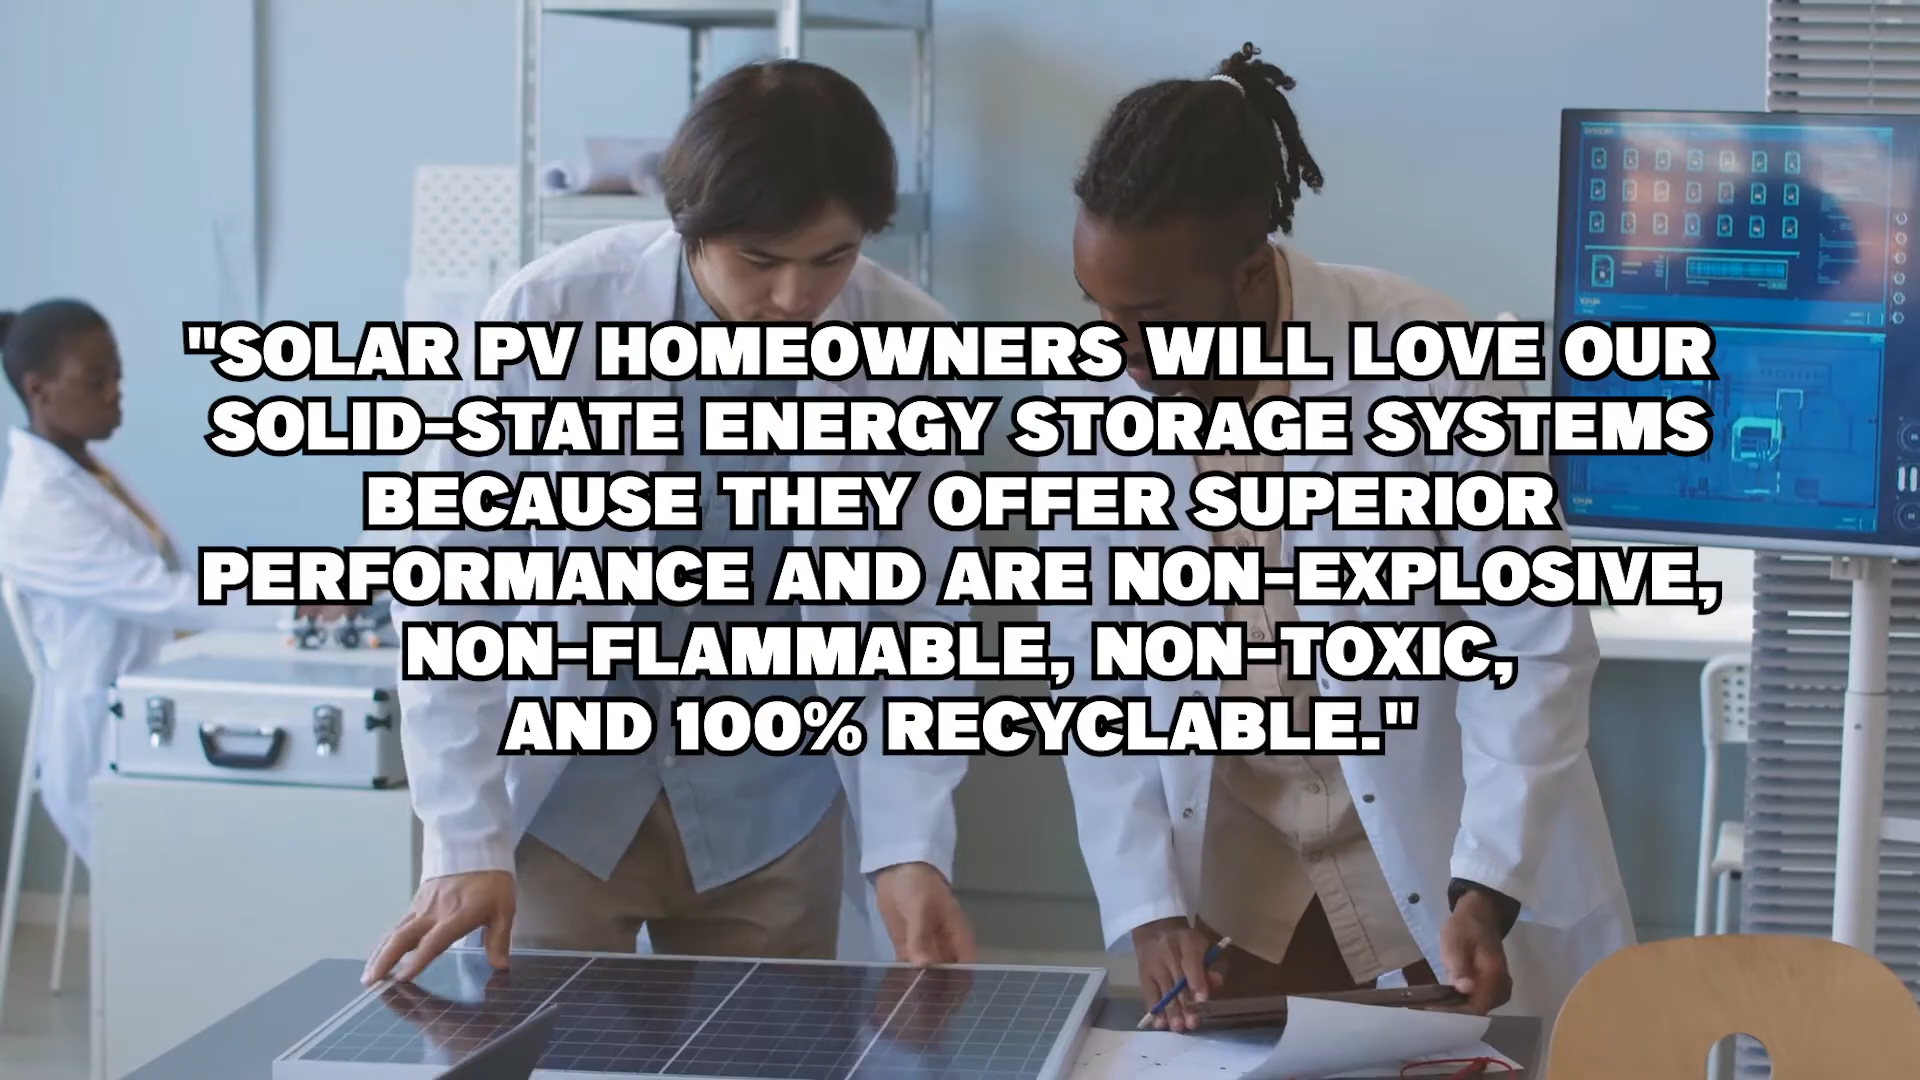 "SOLAR PV HOMEOWNERS WILL LOVE OUR
SOLID-STATE ENERGY STORAGE SYSTEMS
BECAUSE THEY OFFER SUPERIOR
PERFORMANCE AND ARE NON-EXPLOSIVE,
NON-FLAMMABLE, NON-TOXIC,
AND 100% RECYCLABLE."